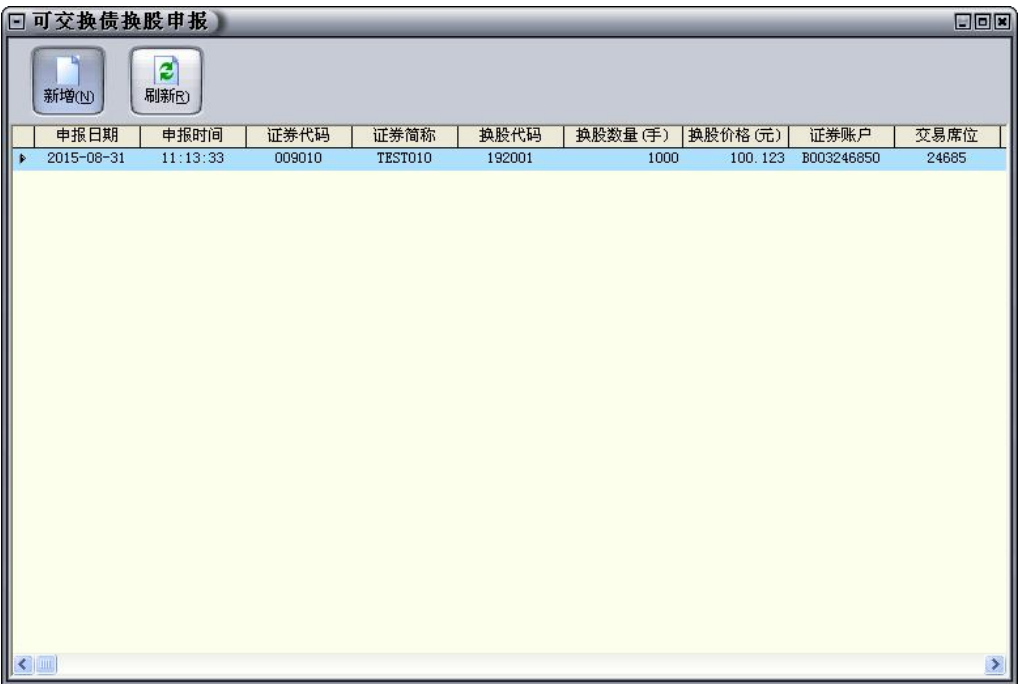 可交换债换股申报
新增(N) 刷新(R)
申报日期 申报时间 证券代码 证券简称 换股代码 换股数量(手) 换股价格(元) 证券账户 交易席位
2015-08-31 11:13:33 009010 TEST010 192001 1000 100.123 B003246850 24685